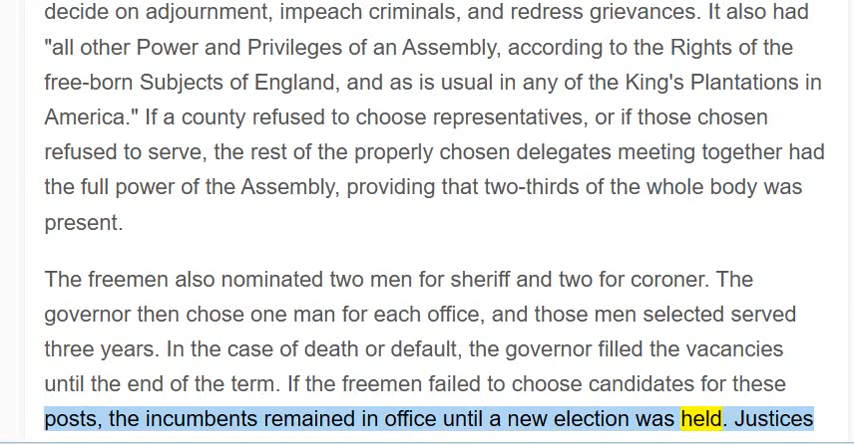 decide on adjournment, impeach criminals, and redress grievances. It also had
"all other Power and Privileges of an Assembly, according to the Rights of the
free-born Subjects of England, and as is usual in any of the King's Plantations in
America." If a county refused to choose representatives, or if those chosen
refused to serve, the rest of the properly chosen delegates meeting together had
the full power of the Assembly, providing that two-thirds of the whole body was
present.
The freemen also nominated two men for sheriff and two for coroner. The
governor then chose one man for each office, and those men selected served
three years. In the case of death or default, the governor filled the vacancies
until the end of the term. If the freemen failed to choose candidates for these
posts, the incumbents remained in office until a new election was held. Justices